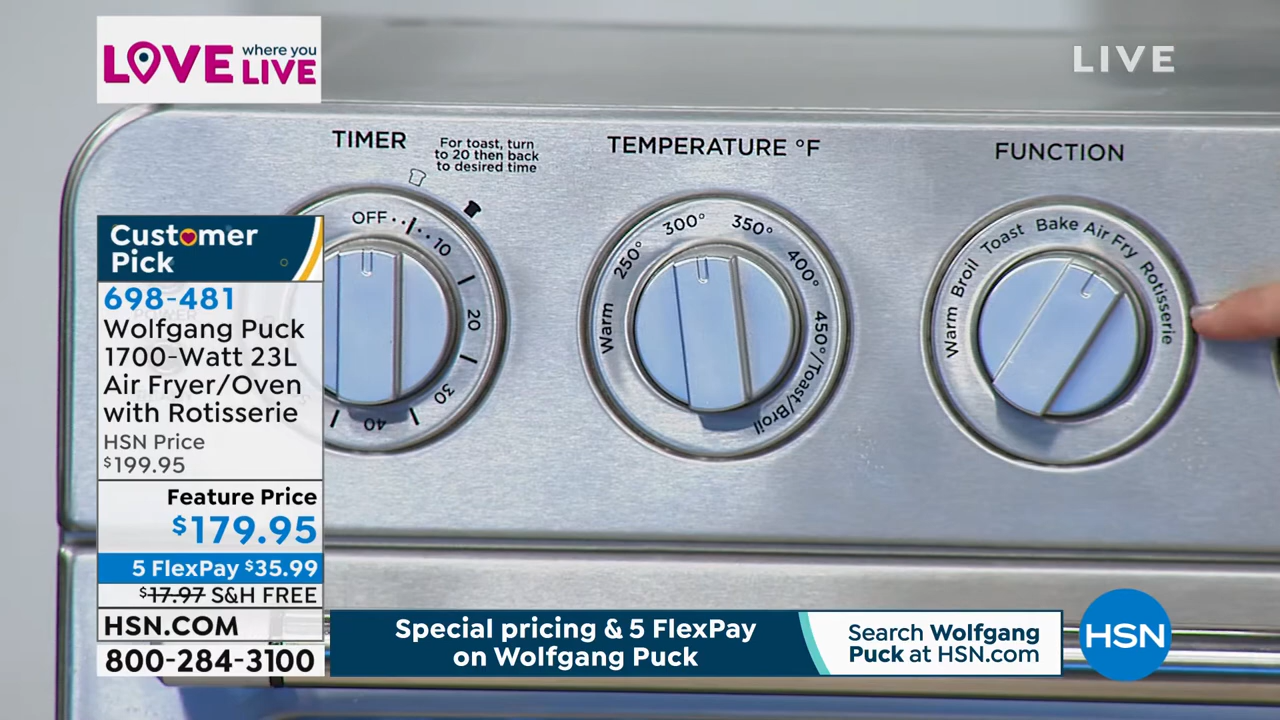 LOVE where you LIVE
LIVE
TIMER
For toast, turn
to 20 then back
to desired time
OFF
10
20
30
40
TEMPERATURE °F
Warm
250°
300°
350°
400°
450°/Toast/Broil
FUNCTION
Warm
Broil
Toast
Bake
Air Fry
Rotisserie
Customer
Pick
698-481
POWER
Wolfgang Puck
1700-Watt 23L
Air Fryer/Oven
with Rotisserie
HSN Price
$199.95
Feature Price
$179.95
5 FlexPay $35.99
$17.97 S&H FREE
HSN.COM
800-284-3100
Special pricing & 5 FlexPay
on Wolfgang Puck
Search Wolfgang
Puck at HSN.com
HSN